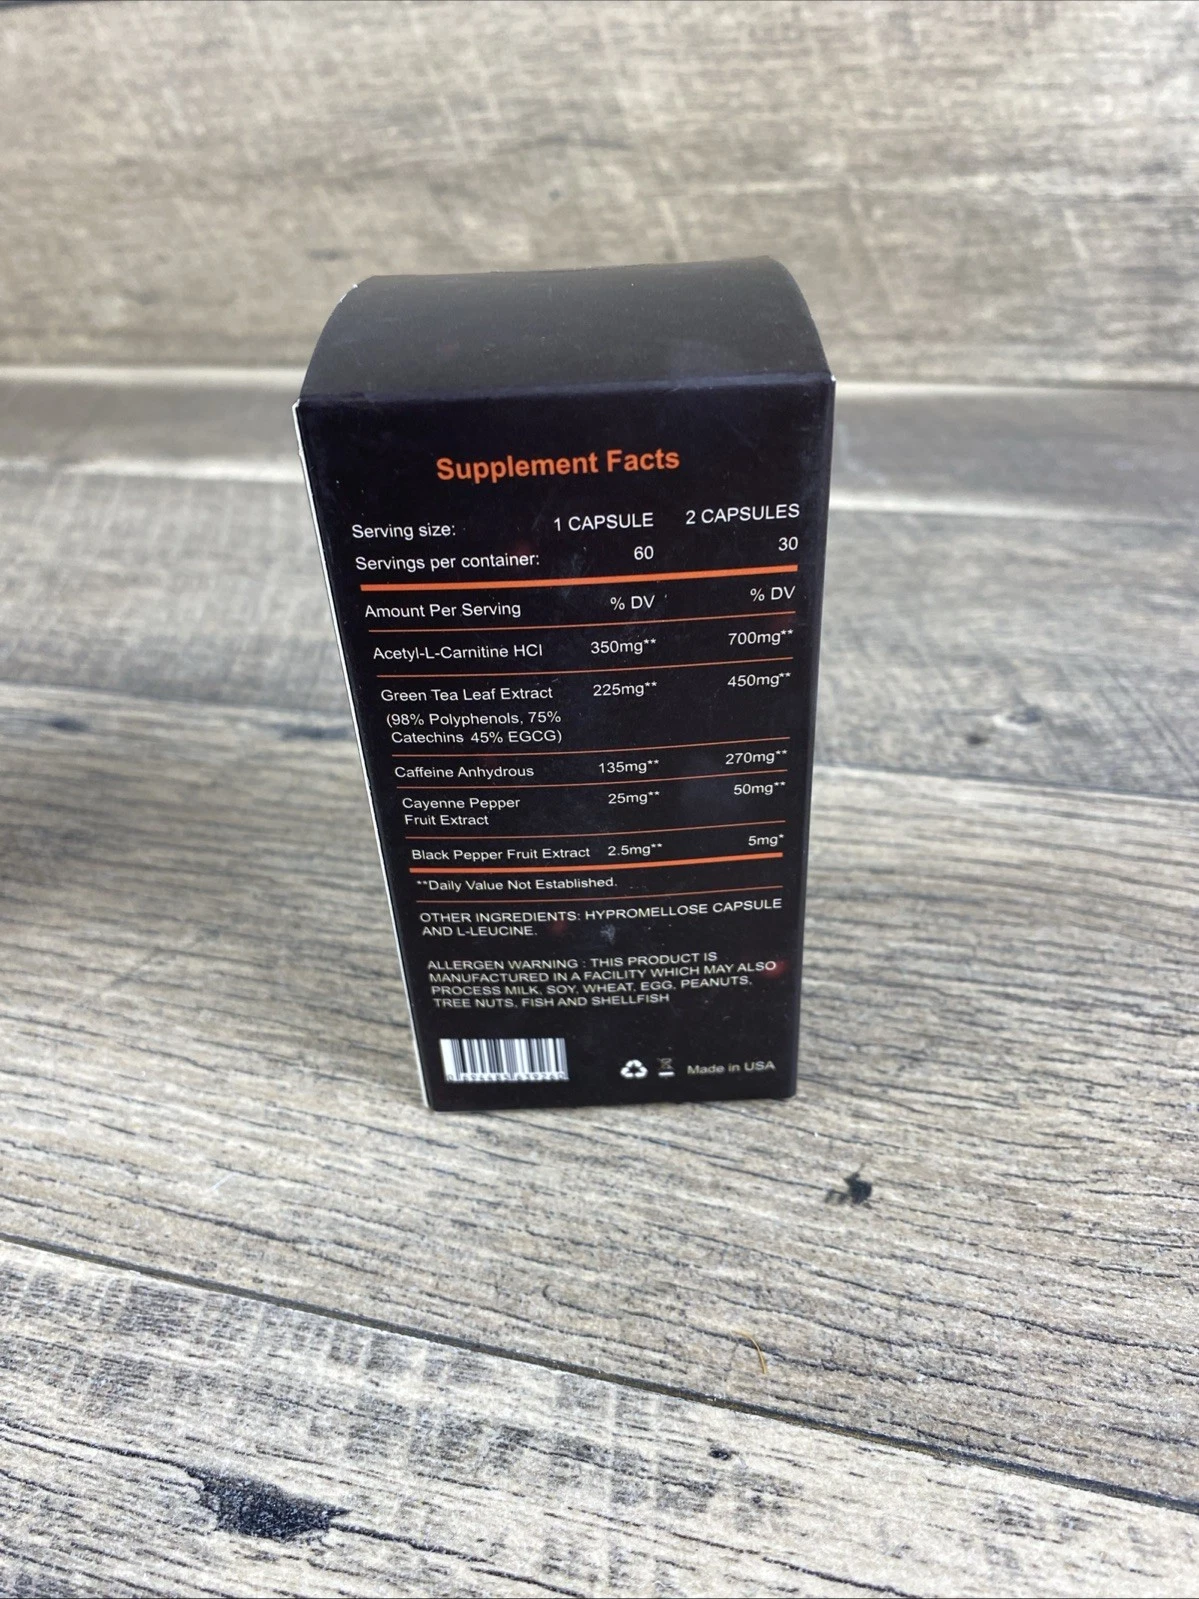 Supplement Facts
Serving size: 1 CAPSULE 2 CAPSULES
Servings per container: 60 30
Amount Per Serving % DV % DV
Acetyl-L-Carnitine HCI 350mg** 700mg**
Green Tea Leaf Extract 225mg** 450mg**
(98% Polyphenols, 75%
Catechins 45% EGCG)
Caffeine Anhydrous 135mg** 270mg**
Cayenne Pepper 25mg** 50mg**
Fruit Extract
Black Pepper Fruit Extract 2.5mg** 5mg*
**Daily Value Not Established.
OTHER INGREDIENTS: HYPROMELLOSE CAPSULE
AND L-LEUCINE.
ALLERGEN WARNING : THIS PRODUCT IS
MANUFACTURED IN A FACILITY WHICH MAY ALSO
PROCESS MILK, SOY, WHEAT, EGG, PEANUTS,
TREE NUTS, FISH AND SHELLFISH
Made in USA